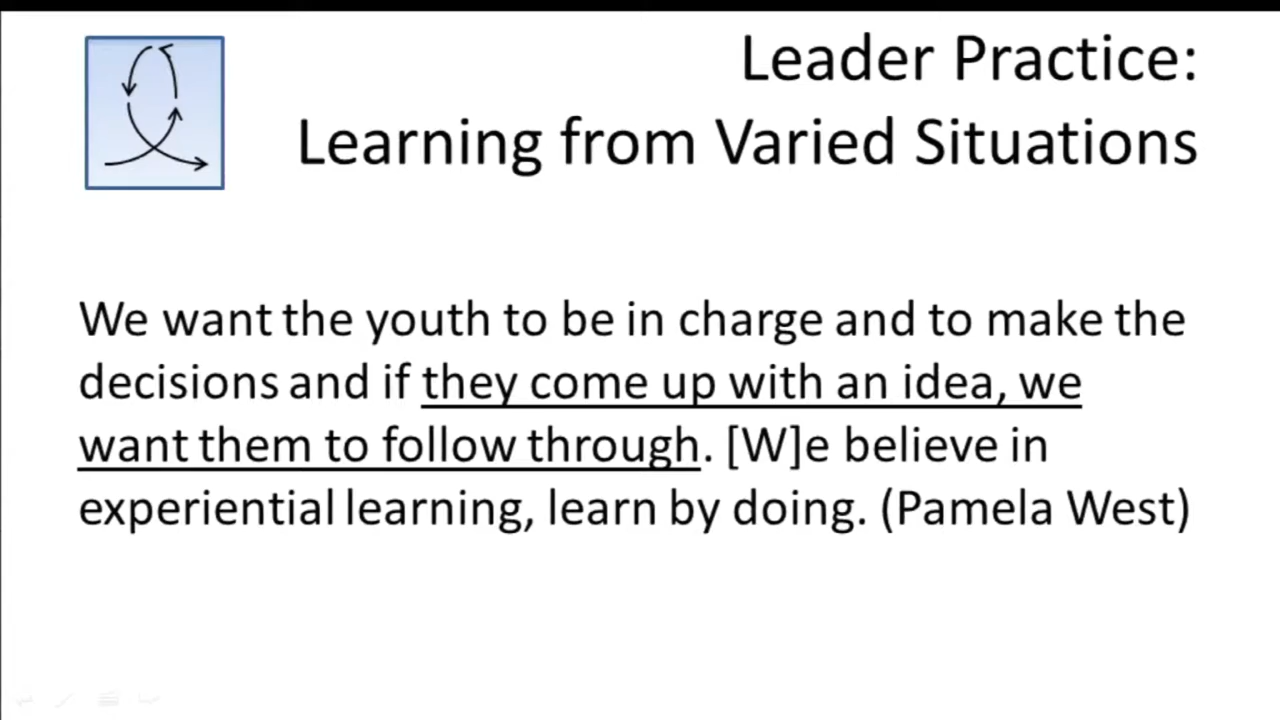 Leader Practice:
Learning from Varied Situations
We want the youth to be in charge and to make the
decisions and if they come up with an idea, we
want them to follow through. [W]e believe in
experiential learning, learn by doing. (Pamela West)